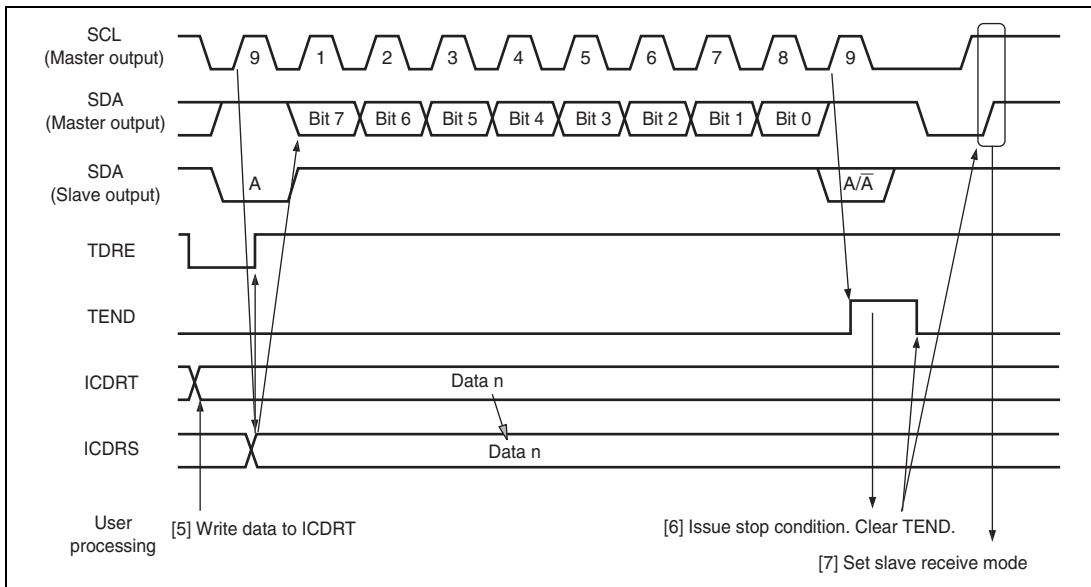 SCL
(Master output)
9 1 2 3 4 5 6 7 8 9
SDA
(Master output)
Bit 7 Bit 6 Bit 5 Bit 4 Bit 3 Bit 2 Bit 1 Bit 0
SDA
(Slave output)
A A/A̅
TDRE
TEND
ICDRT
Data n
ICDRS
Data n
User
processing
[5] Write data to ICDRT
[6] Issue stop condition. Clear TEND.
[7] Set slave receive mode